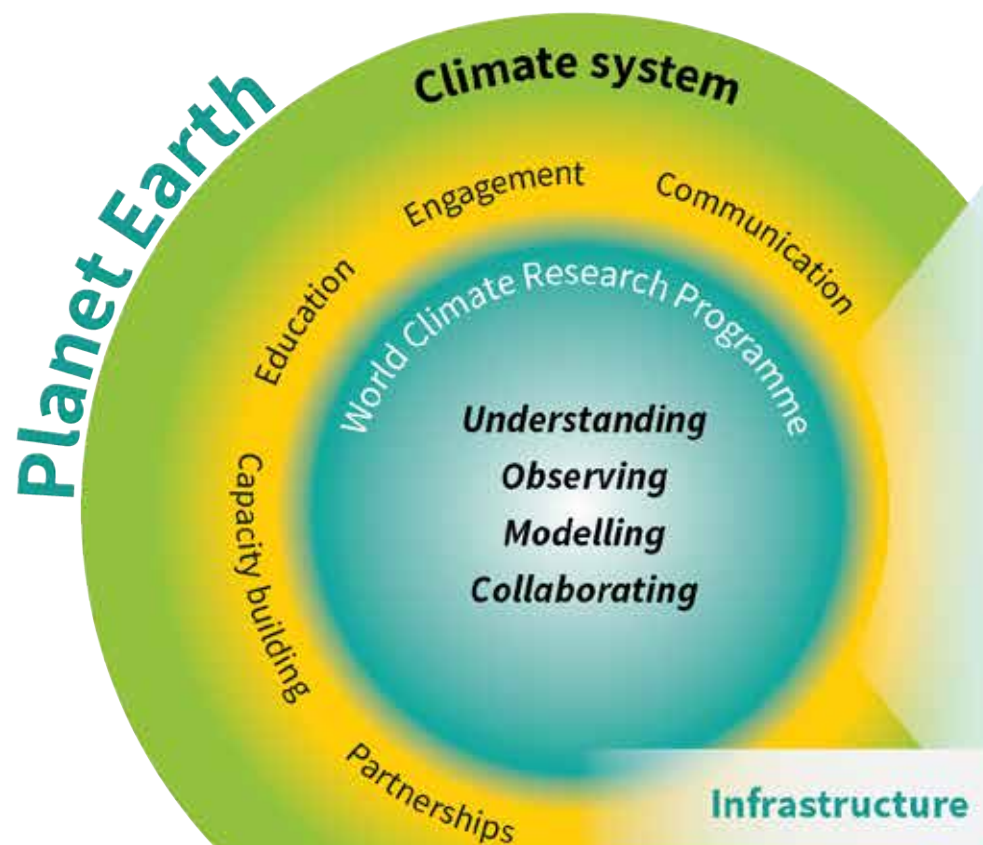 Planet Earth
Climate system
Engagement
Communication
Education
Capacity building
Partnerships
World Climate Research Programme
Understanding
Observing
Modelling
Collaborating
Infrastructure